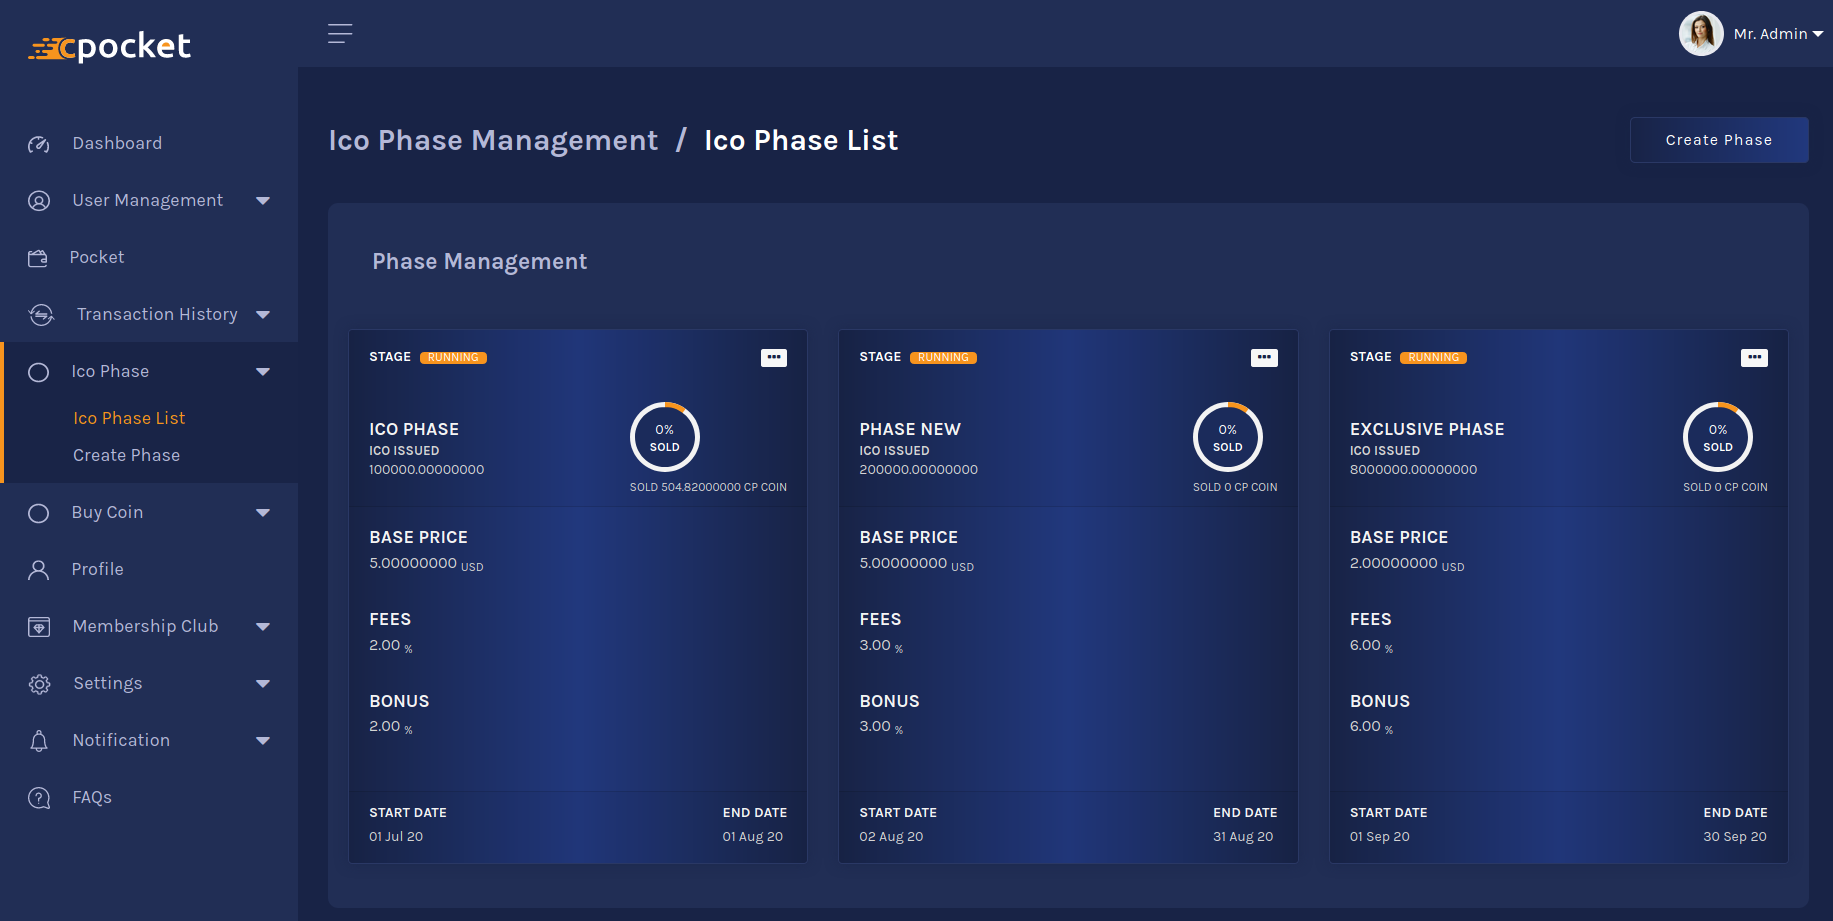 cpocket
Mr. Admin
Dashboard
User Management
Pocket
Transaction History
Ico Phase
Ico Phase List
Create Phase
Buy Coin
Profile
Membership Club
Settings
Notification
FAQs
Ico Phase Management / Ico Phase List
Create Phase
Phase Management
STAGE RUNNING
ICO PHASE
ICO ISSUED
100000.00000000
0%
SOLD
SOLD 504.82000000 CP COIN
BASE PRICE
5.00000000 USD
FEES
2.00 %
BONUS
2.00 %
START DATE
01 Jul 20
END DATE
01 Aug 20
STAGE RUNNING
PHASE NEW
ICO ISSUED
200000.00000000
0%
SOLD
SOLD 0 CP COIN
BASE PRICE
5.00000000 USD
FEES
3.00 %
BONUS
3.00 %
START DATE
02 Aug 20
END DATE
31 Aug 20
STAGE RUNNING
EXCLUSIVE PHASE
ICO ISSUED
8000000.00000000
0%
SOLD
SOLD 0 CP COIN
BASE PRICE
2.00000000 USD
FEES
6.00 %
BONUS
6.00 %
START DATE
01 Sep 20
END DATE
30 Sep 20